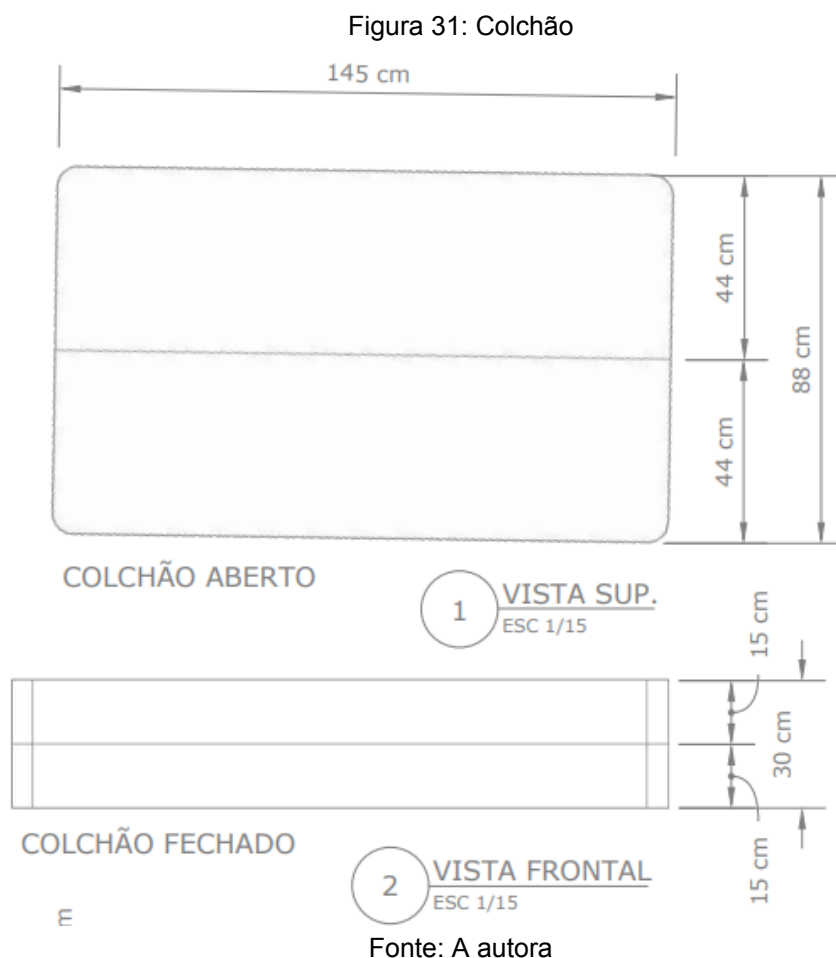 Figura 31: Colchão
145 cm
44 cm
88 cm
44 cm
COLCHÃO ABERTO
1
VISTA SUP.
ESC 1/15
15 cm
30 cm
15 cm
COLCHÃO FECHADO
2
VISTA FRONTAL
ESC 1/15
m
Fonte: A autora